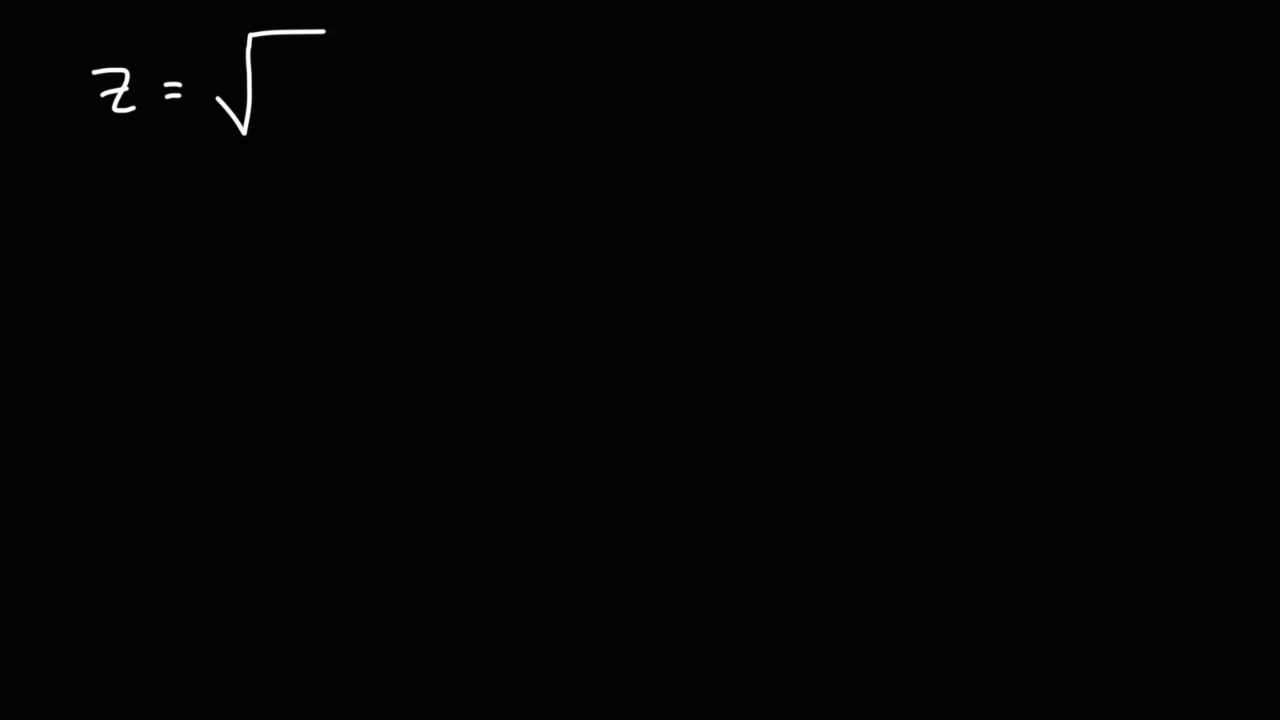 z = √